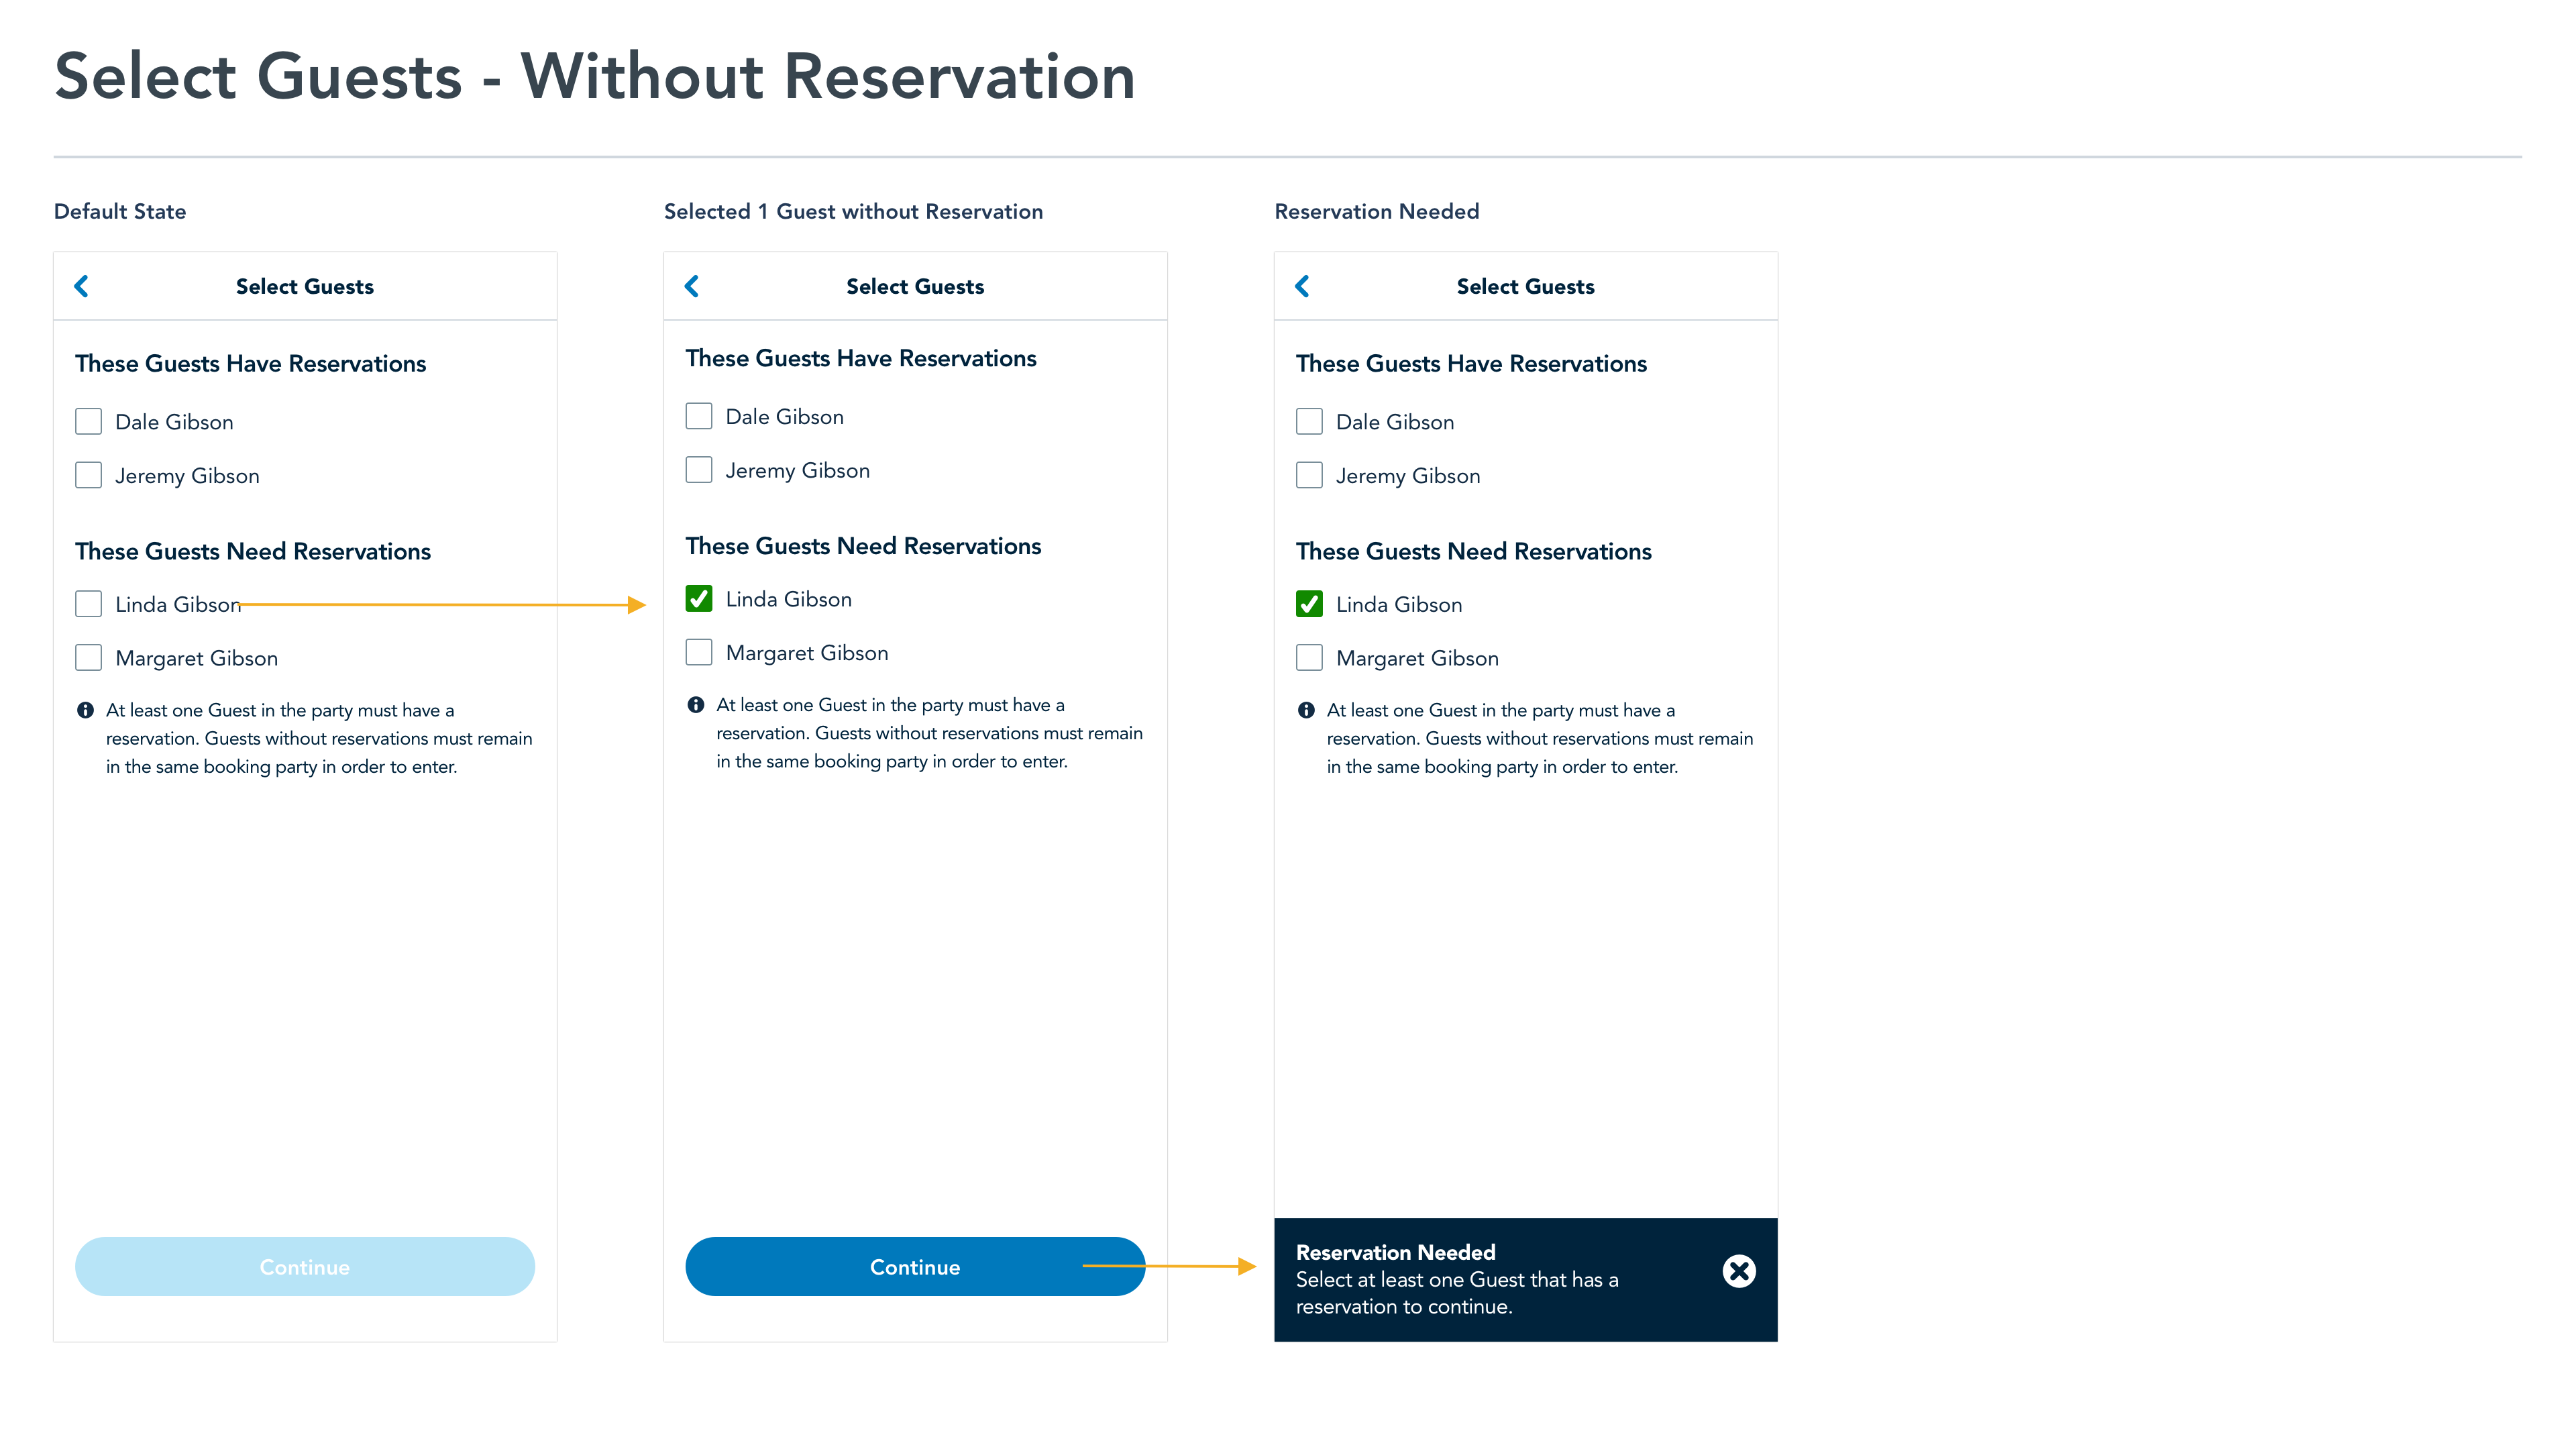 Select Guests - Without Reservation
Default State
Select Guests
These Guests Have Reservations
Dale Gibson
Jeremy Gibson
These Guests Need Reservations
Linda Gibson
Margaret Gibson
At least one Guest in the party must have a
reservation. Guests without reservations must remain
in the same booking party in order to enter.
Continue
Selected 1 Guest without Reservation
Select Guests
These Guests Have Reservations
Dale Gibson
Jeremy Gibson
These Guests Need Reservations
Linda Gibson
Margaret Gibson
At least one Guest in the party must have a
reservation. Guests without reservations must remain
in the same booking party in order to enter.
Continue
Reservation Needed
Select Guests
These Guests Have Reservations
Dale Gibson
Jeremy Gibson
These Guests Need Reservations
Linda Gibson
Margaret Gibson
At least one Guest in the party must have a
reservation. Guests without reservations must remain
in the same booking party in order to enter.
Reservation Needed
Select at least one Guest that has a
reservation to continue.